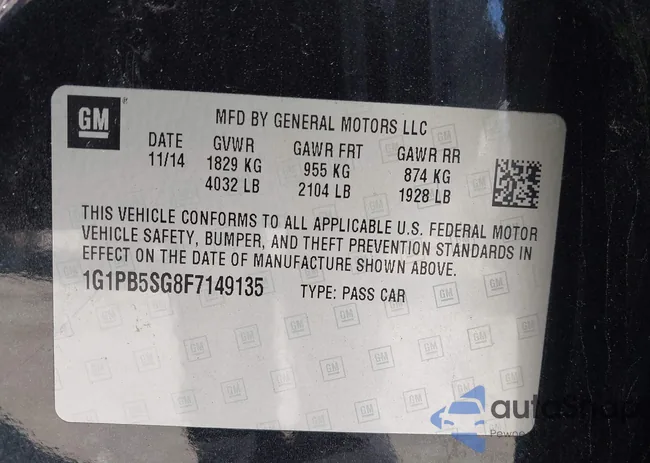 GM
MFD BY GENERAL MOTORS LLC
DATE GVWR GAWR FRT GAWR RR
11/14 1829 KG 955 KG 874 KG
4032 LB 2104 LB 1928 LB
THIS VEHICLE CONFORMS TO ALL APPLICABLE U.S. FEDERAL MOTOR
VEHICLE SAFETY, BUMPER, AND THEFT PREVENTION STANDARDS IN
EFFECT ON THE DATE OF MANUFACTURE SHOWN ABOVE.
1G1PB5SG8F7149135 TYPE: PASS CAR